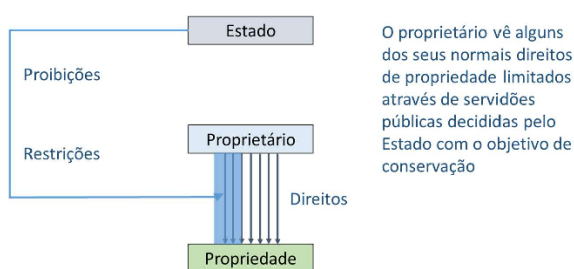 Estado
Proibições
Restrições
Proprietário
Direitos
Propriedade
O proprietário vê alguns
dos seus normais direitos
de propriedade limitados
através de servidões
públicas decididas pelo
Estado com o objetivo de
conservação